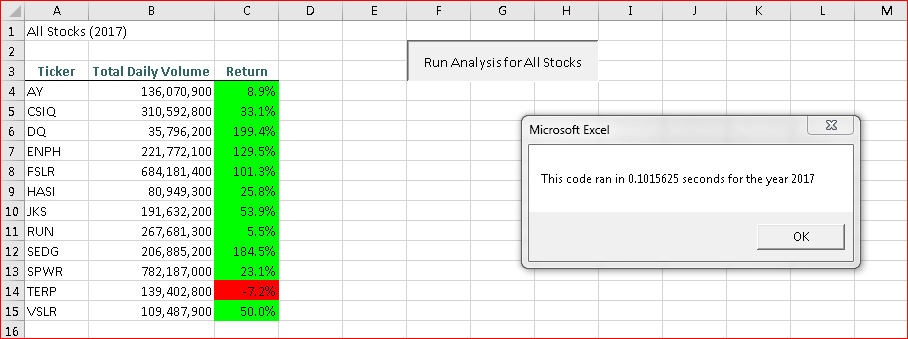 A B C D E F G H I J K L M
1 All Stocks (2017)
2 Run Analysis for All Stocks
3 Ticker Total Daily Volume Return
4 AY 136,070,900 8.9%
5 CSIQ 310,592,800 33.1%
6 DQ 35,796,200 199.4%
7 ENPH 221,772,100 129.5%
8 FSLR 684,181,400 101.3%
9 HASI 80,949,300 25.8%
10 JKS 191,632,200 53.9%
11 RUN 267,681,300 5.5%
12 SEDG 206,885,200 184.5%
13 SPWR 782,187,000 23.1%
14 TERP 139,402,800 -7.2%
15 VSLR 109,487,900 50.0%
16
Microsoft Excel
This code ran in 0.1015625 seconds for the year 2017
OK